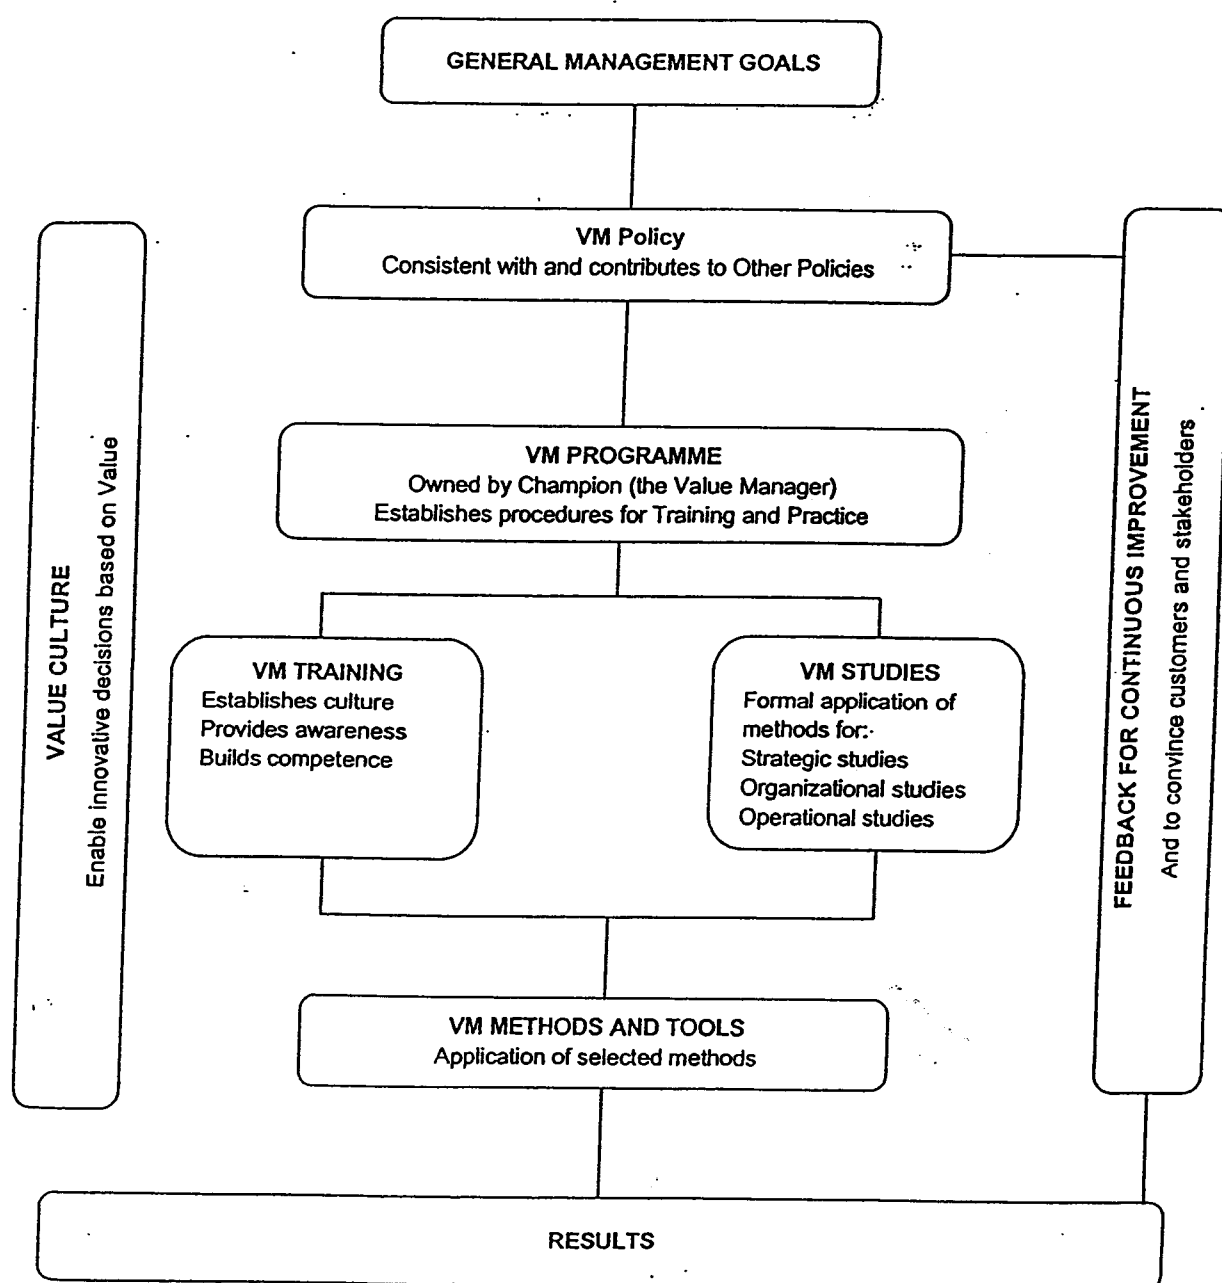 GENERAL MANAGEMENT GOALS
VM Policy
Consistent with and contributes to Other Policies
VALUE CULTURE
Enable innovative decisions based on Value
VM PROGRAMME
Owned by Champion (the Value Manager)
Establishes procedures for Training and Practice
VM TRAINING
Establishes culture
Provides awareness
Builds competence
VM STUDIES
Formal application of
methods for:-
Strategic studies
Organizational studies
Operational studies
FEEDBACK FOR CONTINUOUS IMPROVEMENT
And to convince customers and stakeholders
VM METHODS AND TOOLS
Application of selected methods
RESULTS